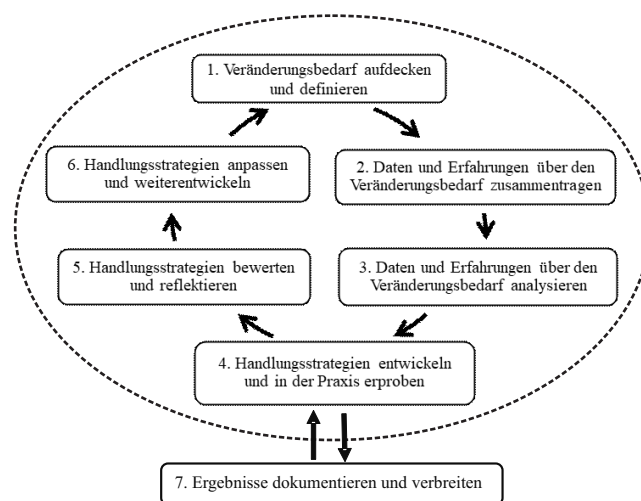 1. Veränderungsbedarf aufdecken
und definieren
2. Daten und Erfahrungen über den
Veränderungsbedarf zusammentragen
3. Daten und Erfahrungen über den
Veränderungsbedarf analysieren
4. Handlungsstrategien entwickeln
und in der Praxis erproben
5. Handlungsstrategien bewerten
und reflektieren
6. Handlungsstrategien anpassen
und weiterentwickeln
7. Ergebnisse dokumentieren und verbreiten